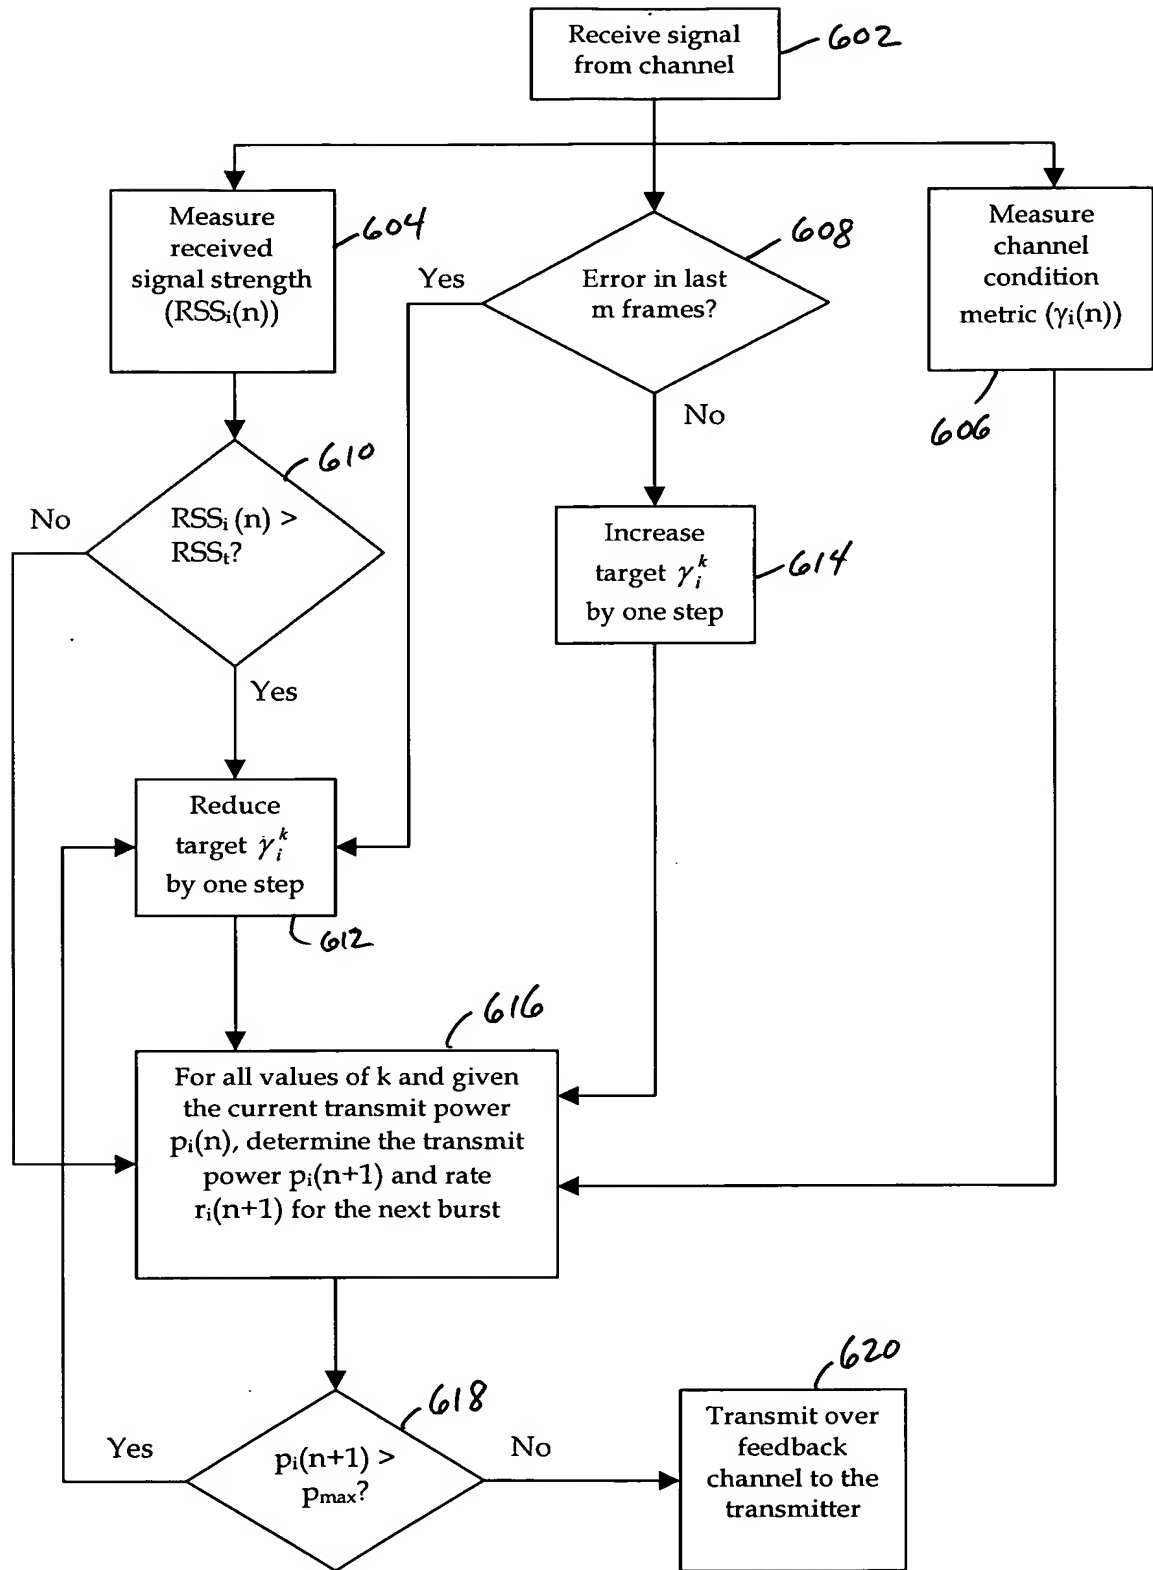 Receive signal
from channel
602
Measure
received
signal strength
(RSSᵢ(n))
604
Yes
Error in last
m frames?
608
Measure
channel
condition
metric (γᵢ(n))
606
No
No
RSSᵢ (n) >
RSSₜ?
610
Increase
target γᵢᵏ
by one step
614
Yes
Reduce
target γᵢᵏ
by one step
612
616
For all values of k and given
the current transmit power
pᵢ(n), determine the transmit
power pᵢ(n+1) and rate
rᵢ(n+1) for the next burst
Yes
pᵢ(n+1) >
pmax?
618
No
620
Transmit over
feedback
channel to the
transmitter